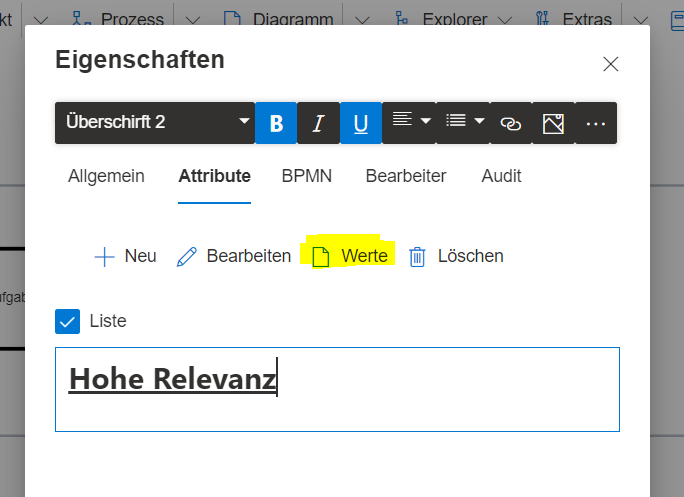 kt Prozess Diagramm Explorer Extras
Eigenschaften
Überschirft 2 B I U ...
Allgemein Attribute BPMN Bearbeiter Audit
Neu Bearbeiten Werte Löschen
ufgab
Liste
Hohe Relevanz